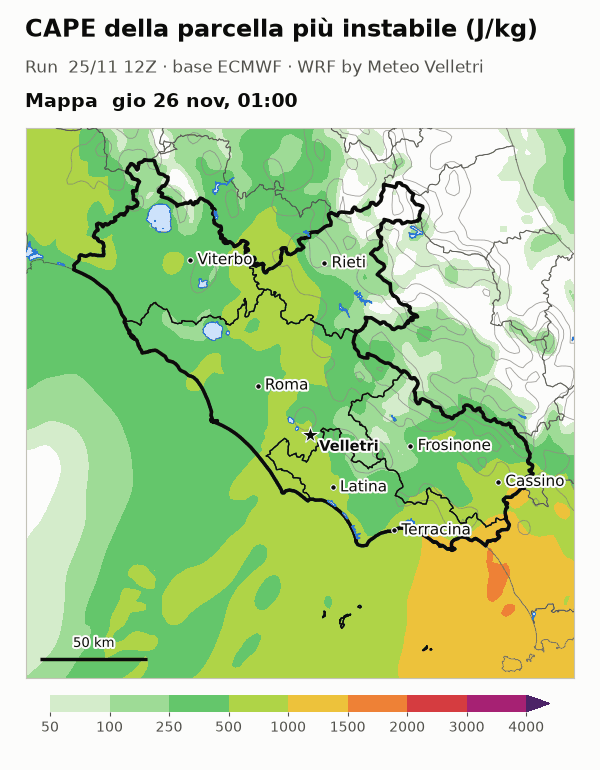 CAPE della parcella più instabile (J/kg)
Run  25/11 12Z · base ECMWF · WRF by Meteo Velletri
Mappa  gio 26 nov, 01:00
Viterbo
Rieti
Roma
Velletri
Frosinone
Latina
Cassino
Terracina
50 km
50 100 250 500 1000 1500 2000 3000 4000